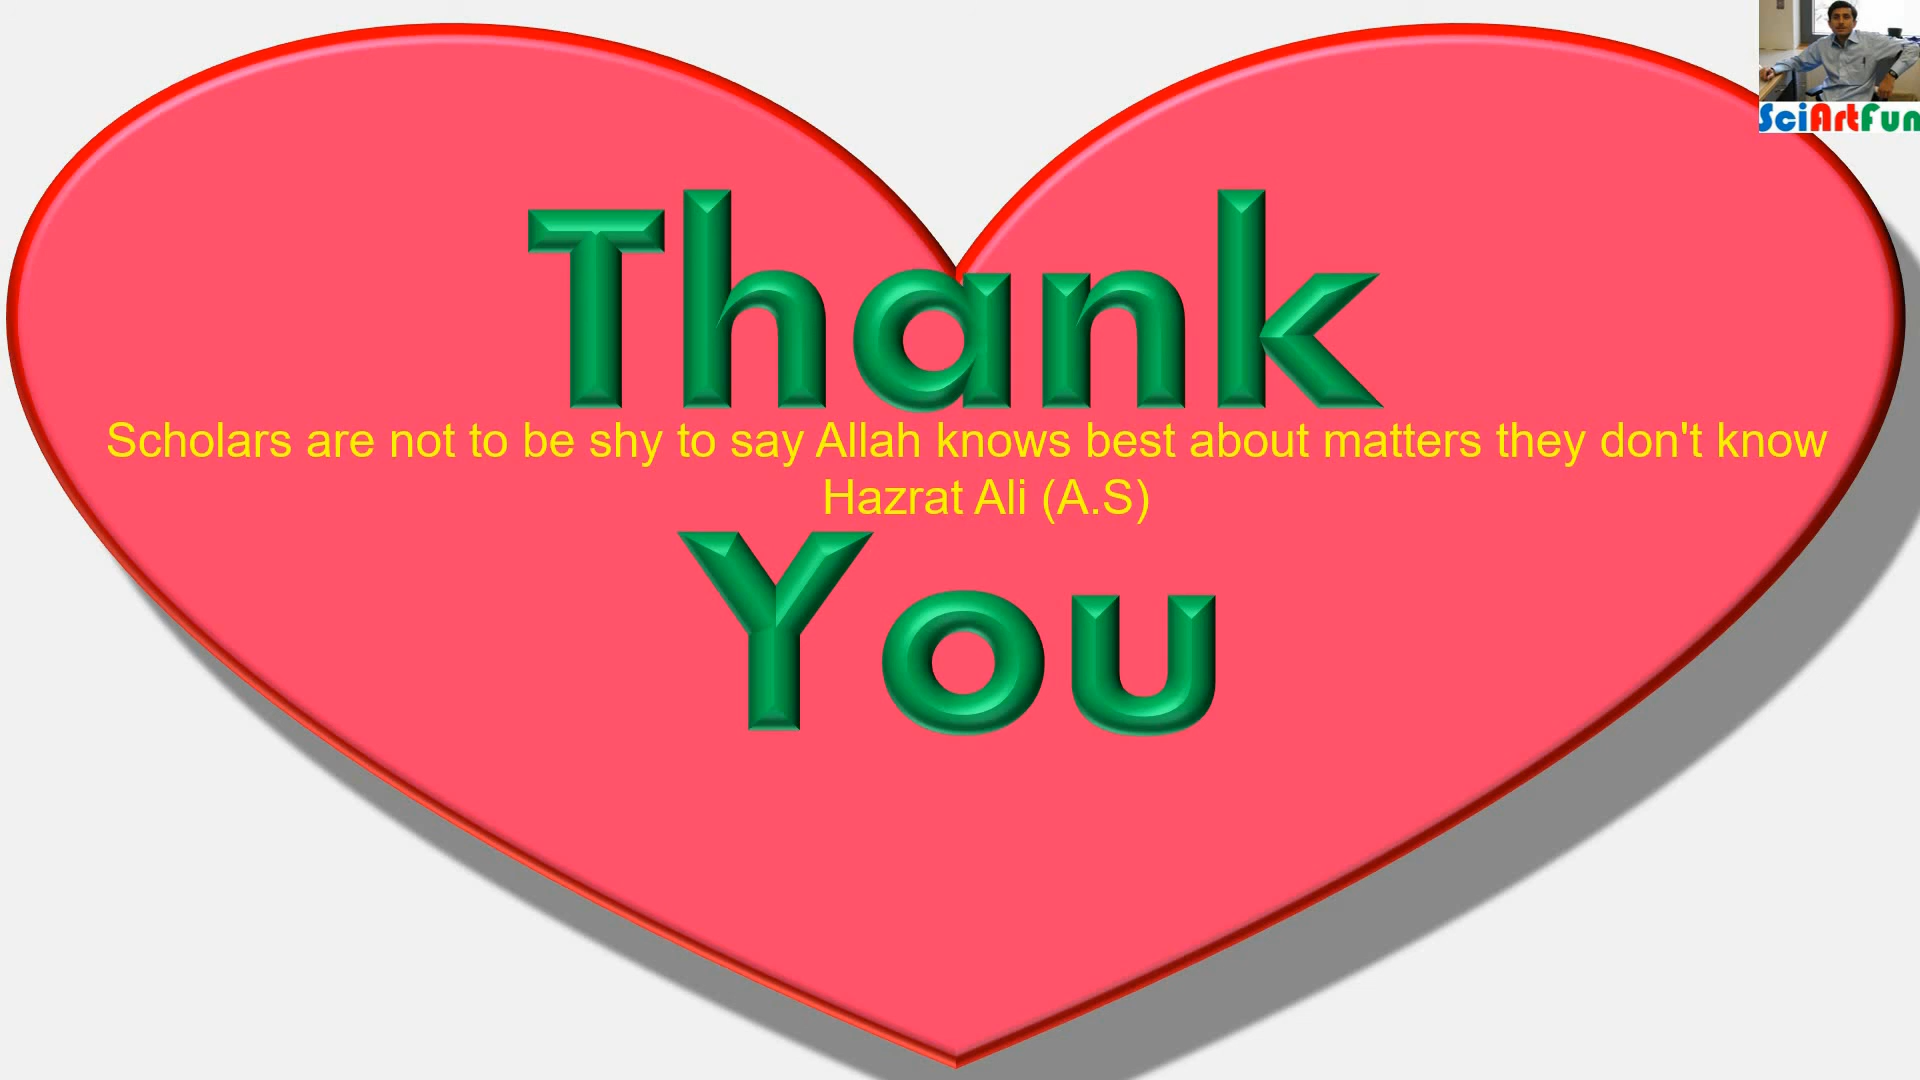 SciArtFun
Thank
Scholars are not to be shy to say Allah knows best about matters they don't know
Hazrat Ali (A.S)
You